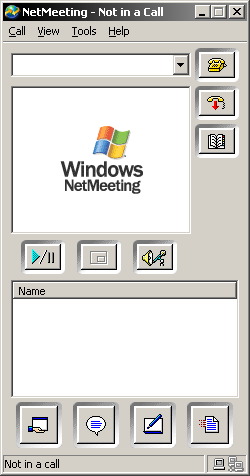 NetMeeting - Not in a Call
Call View Tools Help
Windows
NetMeeting
Name
Not in a call